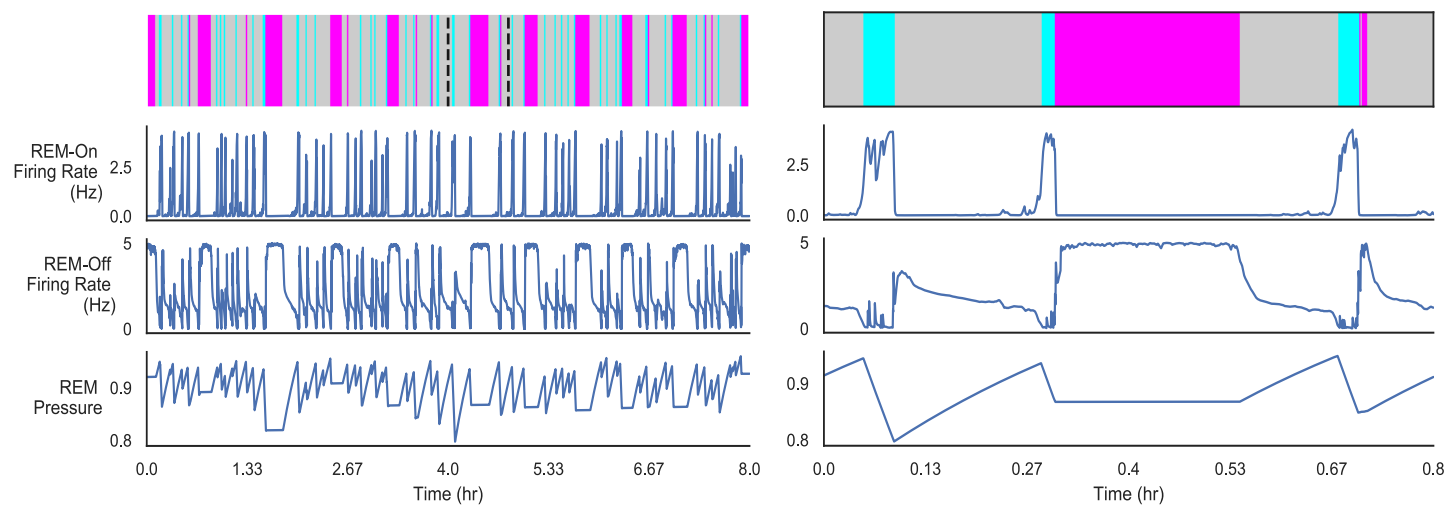 REM-On
Firing Rate
(Hz)
2.5
0.0
2.5
0.0
REM-Off
Firing Rate
(Hz)
5
0
5
0
REM
Pressure
0.9
0.8
0.9
0.8
0.0 1.33 2.67 4.0 5.33 6.67 8.0
Time (hr)
0.0 0.13 0.27 0.4 0.53 0.67 0.8
Time (hr)